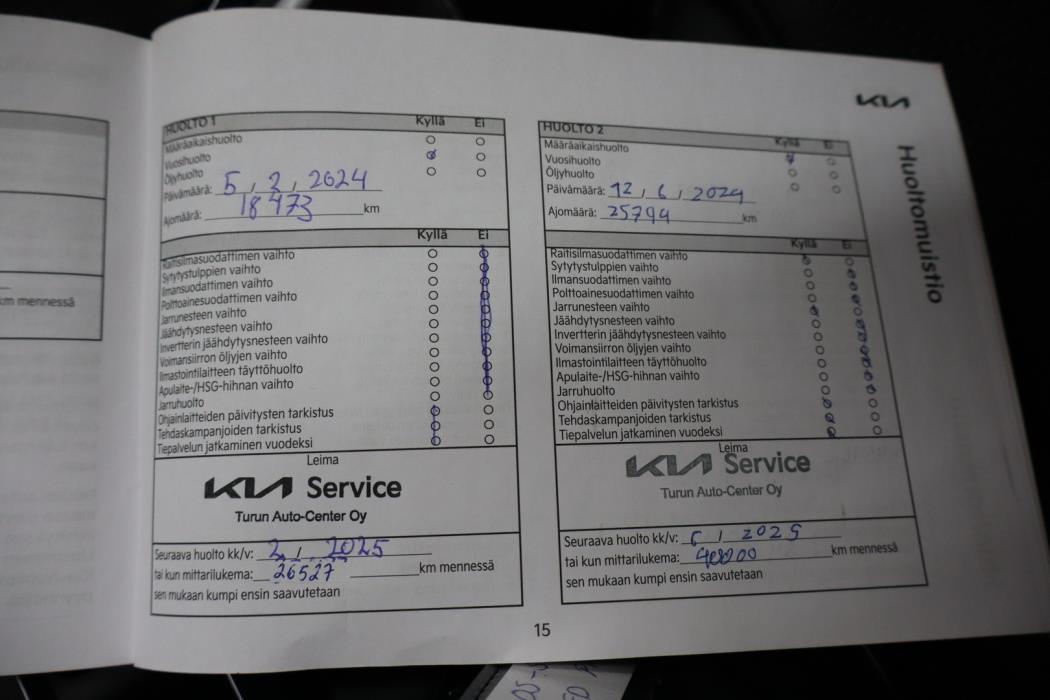 km mennessä
KIA
Huoltomuistio
HUOLTO 1 Kyllä Ei
Määräaikaishuolto
Vuosihuolto
Öljyhuolto
Päivämäärä: 5 / 2 / 2024
Ajomäärä: 18473 km
Kyllä Ei
Raitisilmasuodattimen vaihto
Sytytystulppien vaihto
Ilmansuodattimen vaihto
Polttoainesuodattimen vaihto
Jarrunesteen vaihto
Jäähdytysnesteen vaihto
Invertterin jäähdytysnesteen vaihto
Voimansiirron öljyjen vaihto
Ilmastointilaitteen täyttöhuolto
Apulaite-/HSG-hihnan vaihto
Jarruhuolto
Ohjainlaitteiden päivitysten tarkistus
Tehdaskampanjoiden tarkistus
Tiepalvelun jatkaminen vuodeksi
Leima
KIA Service
Turun Auto-Center Oy
Seuraava huolto kk/v: 2 / 2025
tai kun mittarilukema: 26527 km mennessä
sen mukaan kumpi ensin saavutetaan
HUOLTO 2 Kyllä Ei
Määräaikaishuolto
Vuosihuolto
Öljyhuolto
Päivämäärä: 12 / 6 / 2024
Ajomäärä: 25794 km
Kyllä Ei
Raitisilmasuodattimen vaihto
Sytytystulppien vaihto
Ilmansuodattimen vaihto
Polttoainesuodattimen vaihto
Jarrunesteen vaihto
Jäähdytysnesteen vaihto
Invertterin jäähdytysnesteen vaihto
Voimansiirron öljyjen vaihto
Ilmastointilaitteen täyttöhuolto
Apulaite-/HSG-hihnan vaihto
Jarruhuolto
Ohjainlaitteiden päivitysten tarkistus
Tehdaskampanjoiden tarkistus
Tiepalvelun jatkaminen vuodeksi
Leima
KIA Service
Turun Auto-Center Oy
Seuraava huolto kk/v: 6 / 2025
tai kun mittarilukema: km mennessä
sen mukaan kumpi ensin saavutetaan
15